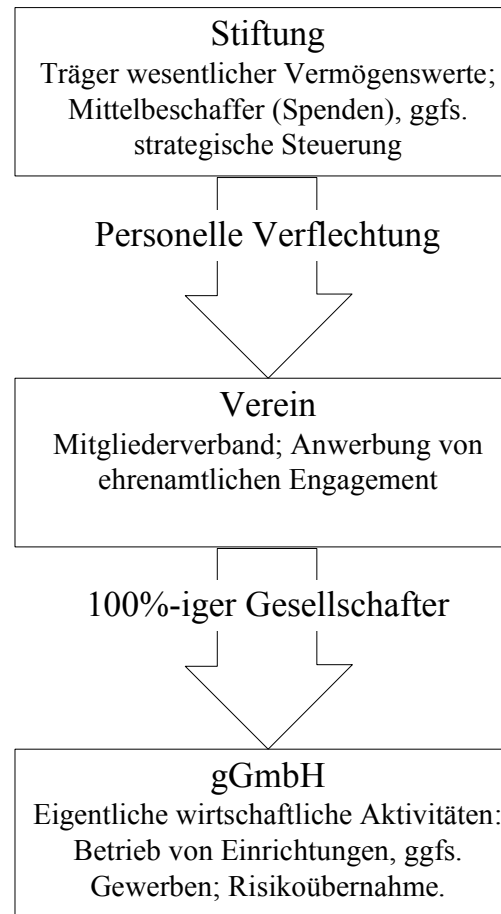 Stiftung
Träger wesentlicher Vermögenswerte;
Mittelbeschaffer (Spenden), ggfs.
strategische Steuerung
Personelle Verflechtung
Verein
Mitgliederverband; Anwerbung von
ehrenamtlichen Engagement
100%-iger Gesellschafter
gGmbH
Eigentliche wirtschaftliche Aktivitäten:
Betrieb von Einrichtungen, ggfs.
Gewerben; Risikoübernahme.